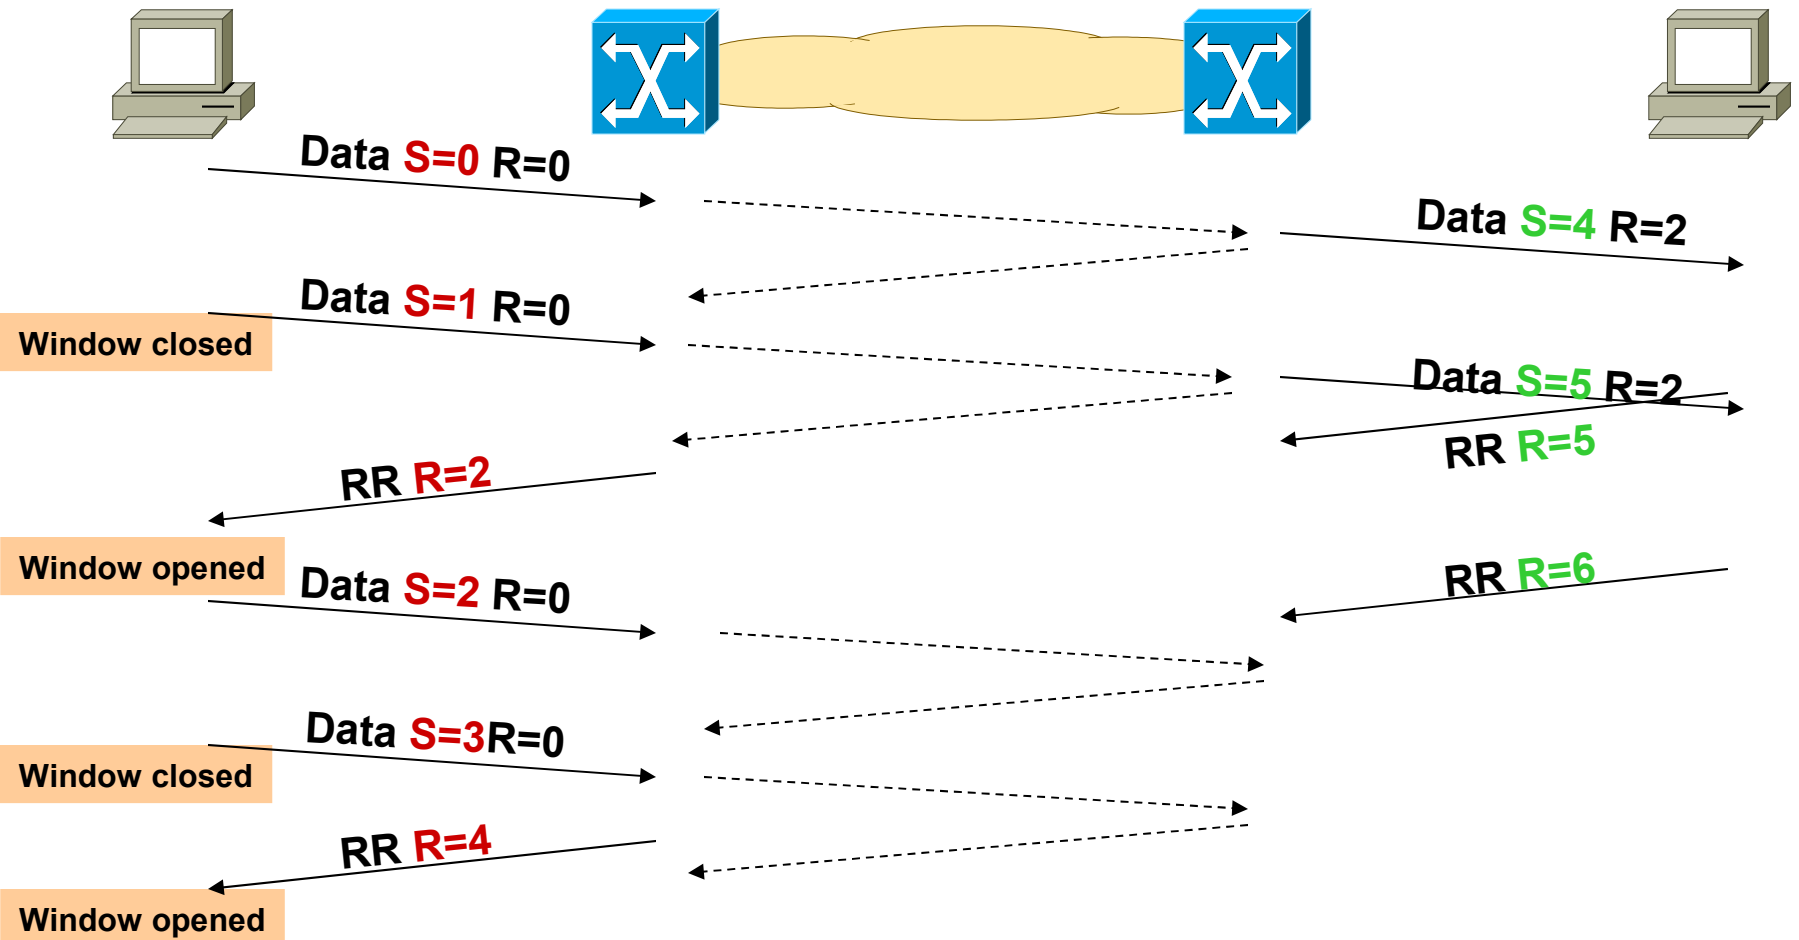 Data S=0 R=0
Data S=4 R=2
Data S=1 R=0
Window closed
Data S=5 R=2
RR R=5
RR R=2
Window opened
Data S=2 R=0
RR R=6
Data S=3R=0
Window closed
RR R=4
Window opened